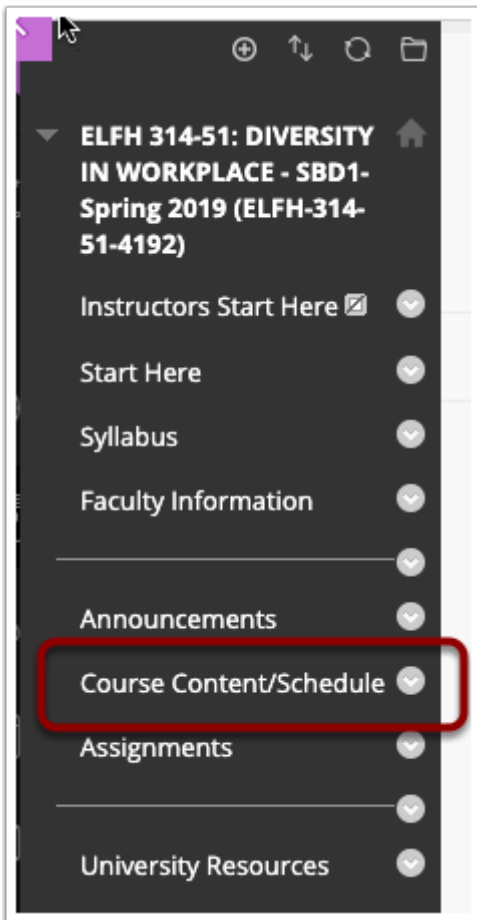 ELFH 314-51: DIVERSITY
IN WORKPLACE - SBD1-
Spring 2019 (ELFH-314-
51-4192)
Instructors Start Here
Start Here
Syllabus
Faculty Information
Announcements
Course Content/Schedule
Assignments
University Resources